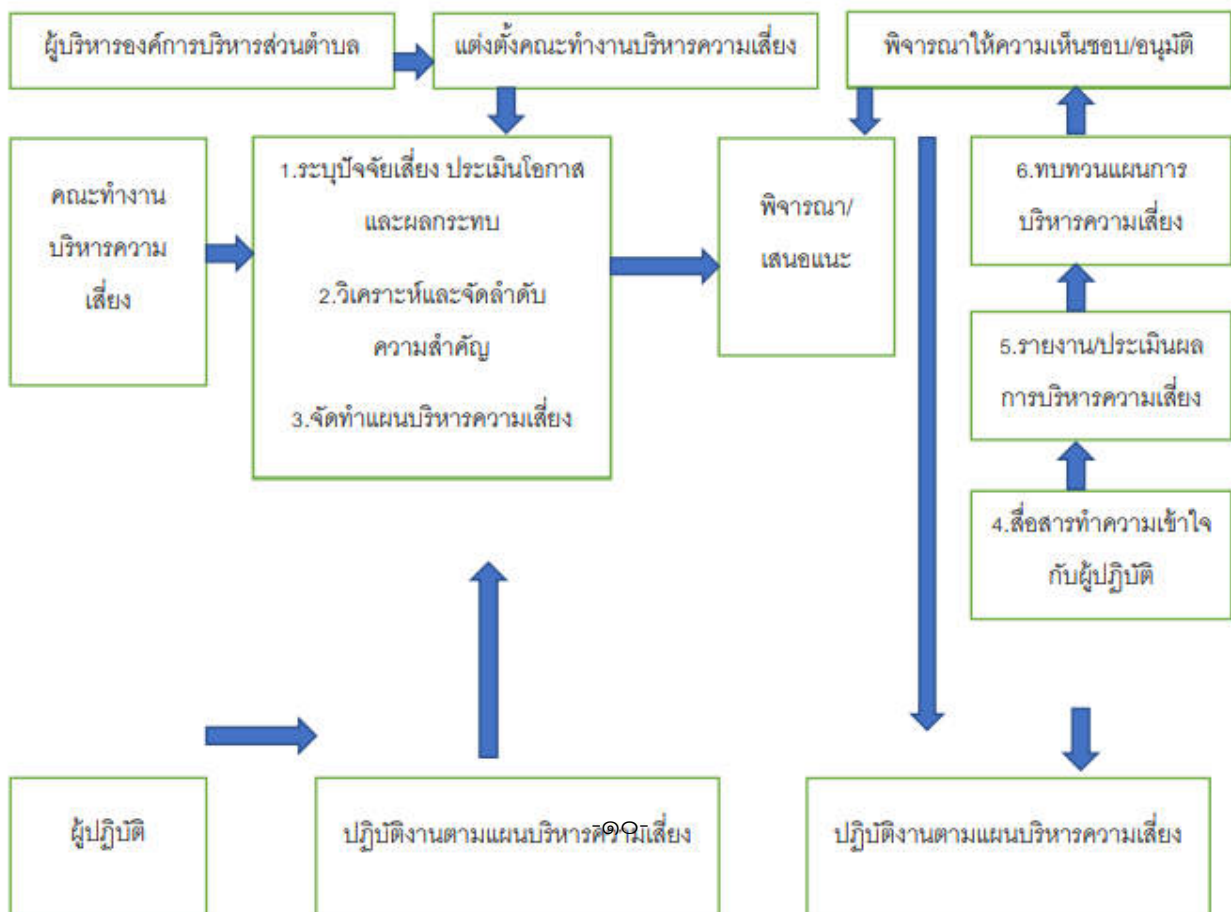 ผู้บริหารองค์การบริหารส่วนตำบล
แต่งตั้งคณะทำงานบริหารความเสี่ยง
พิจารณาให้ความเห็นชอบ/อนุมัติ
คณะทำงาน
บริหารความ
เสี่ยง
1.ระบุปัจจัยเสี่ยง ประเมินโอกาส
และผลกระทบ
2.วิเคราะห์และจัดลำดับ
ความสำคัญ
3.จัดทำแผนบริหารความเสี่ยง
พิจารณา/
เสนอแนะ
6.ทบทวนแผนการ
บริหารความเสี่ยง
5.รายงาน/ประเมินผล
การบริหารความเสี่ยง
4.สื่อสารทำความเข้าใจ
กับผู้ปฏิบัติ
ผู้ปฏิบัติ
ปฏิบัติงานตามแผนบริหารความเสี่ยง
-๑๐-
ปฏิบัติงานตามแผนบริหารความเสี่ยง